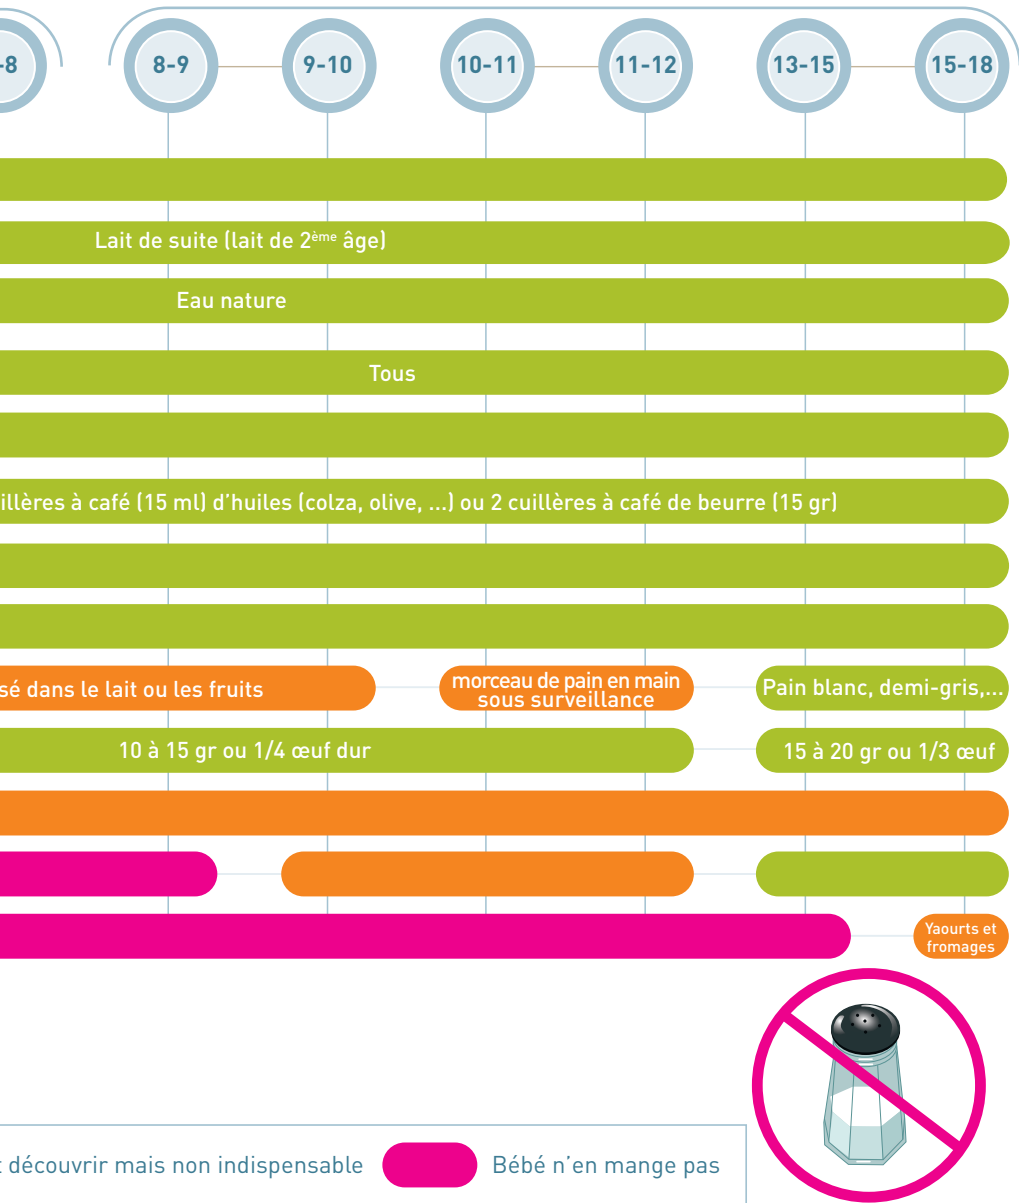 -8 8-9 9-10 10-11 11-12 13-15 15-18
Lait de suite (lait de 2ème âge)
Eau nature
Tous
illères à café (15 ml) d'huiles (colza, olive, ...) ou 2 cuillères à café de beurre (15 gr)
sé dans le lait ou les fruits
morceau de pain en main
sous surveillance
Pain blanc, demi-gris,...
10 à 15 gr ou 1/4 œuf dur
15 à 20 gr ou 1/3 œuf
Yaourts et
fromages
t découvrir mais non indispensable
Bébé n'en mange pas